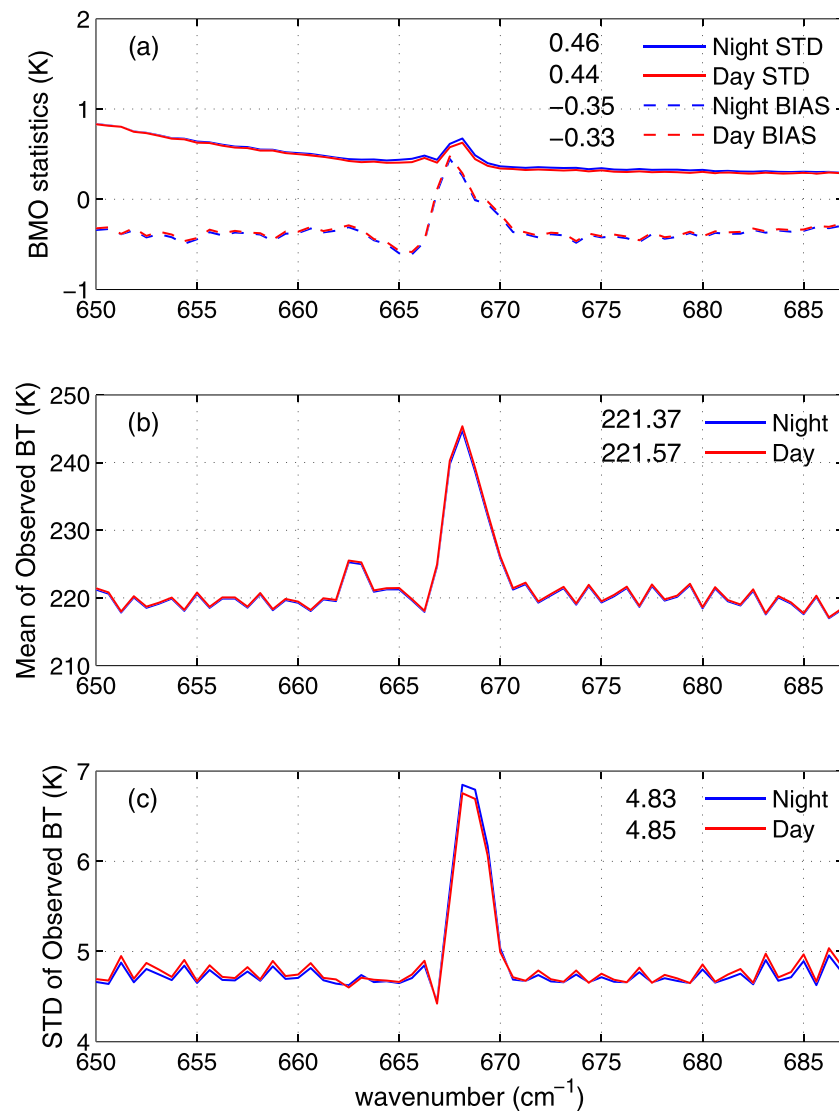 2
(a)
0.46 Night STD
0.44 Day STD
−0.35 Night BIAS
−0.33 Day BIAS
1
0
−1
BMO statistics (K)
650 655 660 665 670 675 680 685
250
(b)
221.37 Night
221.57 Day
240
230
220
210
Mean of Observed BT (K)
650 655 660 665 670 675 680 685
7
(c)
4.83 Night
4.85 Day
6
5
4
STD of Observed BT (K)
650 655 660 665 670 675 680 685
wavenumber (cm⁻¹)